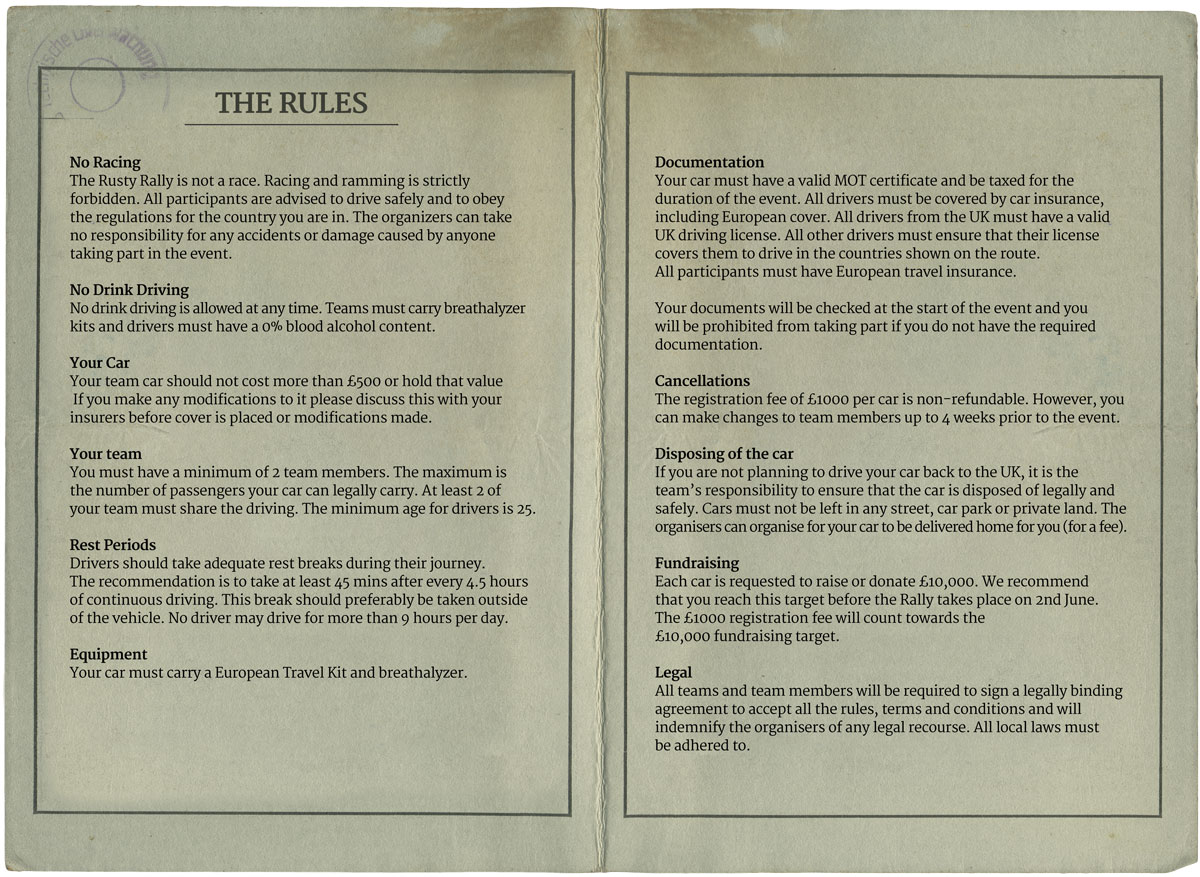 THE RULES
No Racing
The Rusty Rally is not a race. Racing and ramming is strictly
forbidden. All participants are advised to drive safely and to obey
the regulations for the country you are in. The organizers can take
no responsibility for any accidents or damage caused by anyone
taking part in the event.
No Drink Driving
No drink driving is allowed at any time. Teams must carry breathalyzer
kits and drivers must have a 0% blood alcohol content.
Your Car
Your team car should not cost more than £500 or hold that value
If you make any modifications to it please discuss this with your
insurers before cover is placed or modifications made.
Your team
You must have a minimum of 2 team members. The maximum is
the number of passengers your car can legally carry. At least 2 of
your team must share the driving. The minimum age for drivers is 25.
Rest Periods
Drivers should take adequate rest breaks during their journey.
The recommendation is to take at least 45 mins after every 4.5 hours
of continuous driving. This break should preferably be taken outside
of the vehicle. No driver may drive for more than 9 hours per day.
Equipment
Your car must carry a European Travel Kit and breathalyzer.
Documentation
Your car must have a valid MOT certificate and be taxed for the
duration of the event. All drivers must be covered by car insurance,
including European cover. All drivers from the UK must have a valid
UK driving license. All other drivers must ensure that their license
covers them to drive in the countries shown on the route.
All participants must have European travel insurance.
Your documents will be checked at the start of the event and you
will be prohibited from taking part if you do not have the required
documentation.
Cancellations
The registration fee of £1000 per car is non-refundable. However, you
can make changes to team members up to 4 weeks prior to the event.
Disposing of the car
If you are not planning to drive your car back to the UK, it is the
team’s responsibility to ensure that the car is disposed of legally and
safely. Cars must not be left in any street, car park or private land. The
organisers can organise for your car to be delivered home for you (for a fee).
Fundraising
Each car is requested to raise or donate £10,000. We recommend
that you reach this target before the Rally takes place on 2nd June.
The £1000 registration fee will count towards the
£10,000 fundraising target.
Legal
All teams and team members will be required to sign a legally binding
agreement to accept all the rules, terms and conditions and will
indemnify the organisers of any legal recourse. All local laws must
be adhered to.